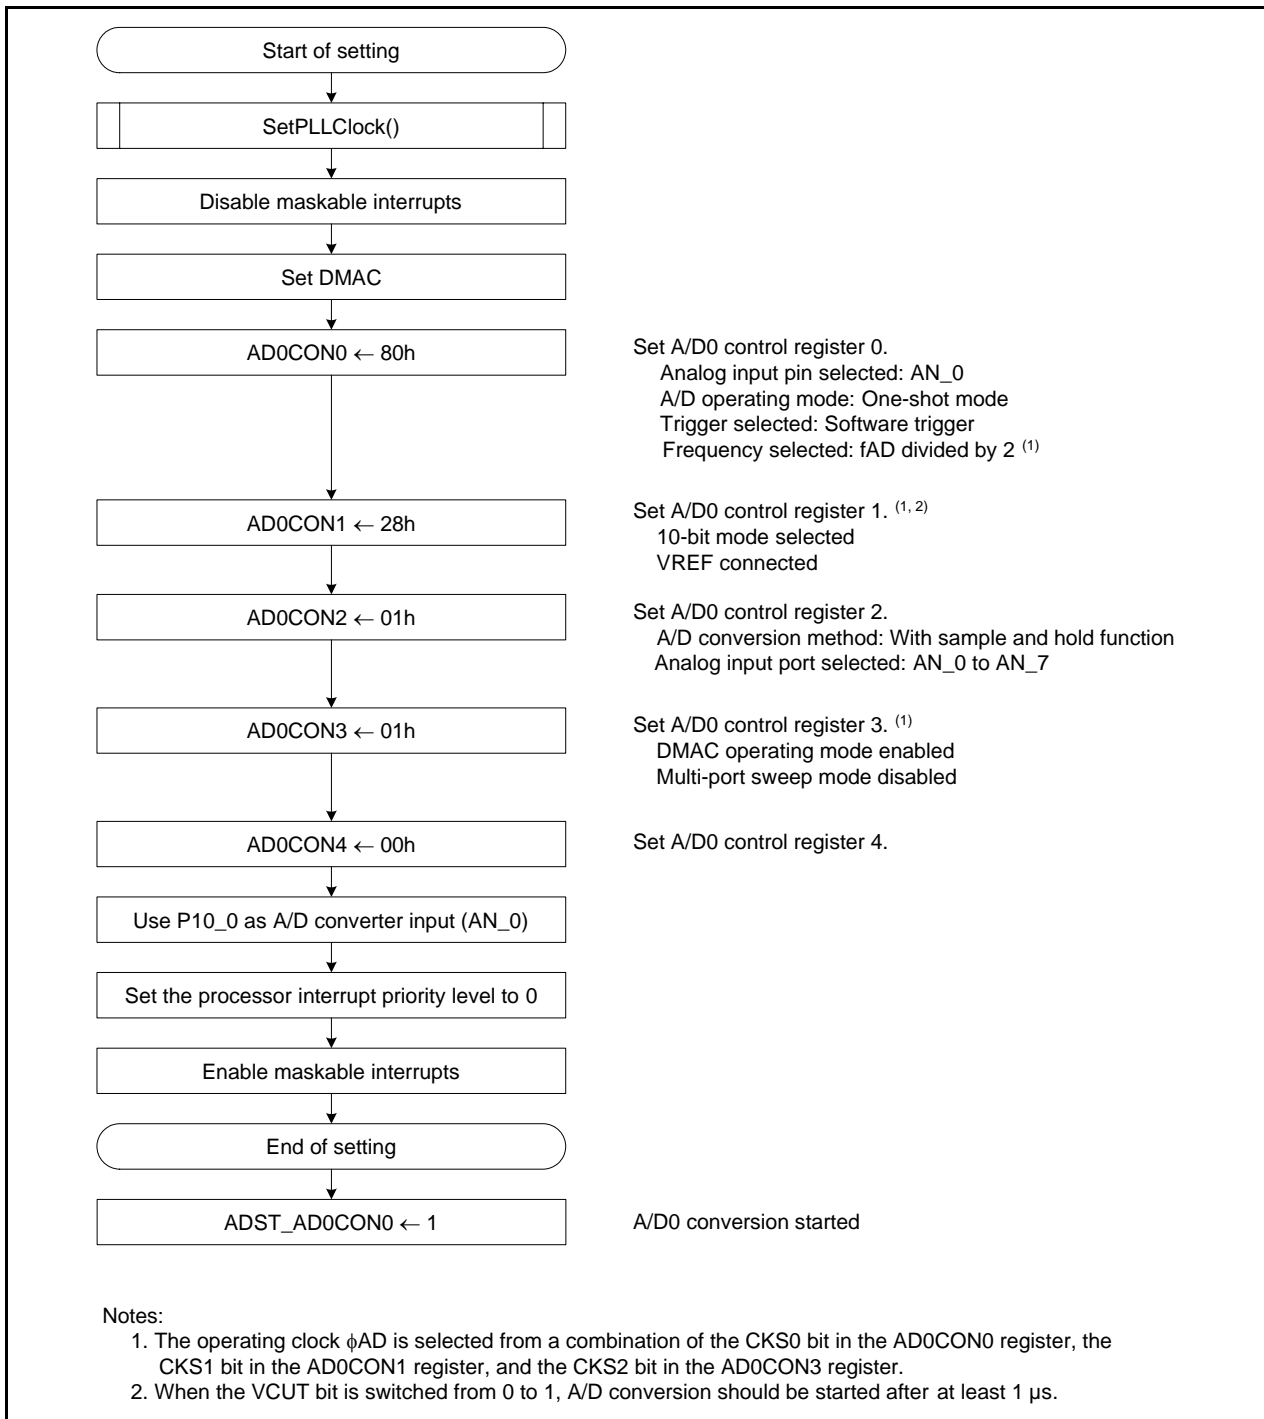 Start of setting
SetPLLClock()
Disable maskable interrupts
Set DMAC
AD0CON0 ← 80h
Set A/D0 control register 0.
Analog input pin selected: AN_0
A/D operating mode: One-shot mode
Trigger selected: Software trigger
Frequency selected: fAD divided by 2 (1)
AD0CON1 ← 28h
Set A/D0 control register 1. (1, 2)
10-bit mode selected
VREF connected
AD0CON2 ← 01h
Set A/D0 control register 2.
A/D conversion method: With sample and hold function
Analog input port selected: AN_0 to AN_7
AD0CON3 ← 01h
Set A/D0 control register 3. (1)
DMAC operating mode enabled
Multi-port sweep mode disabled
AD0CON4 ← 00h
Set A/D0 control register 4.
Use P10_0 as A/D converter input (AN_0)
Set the processor interrupt priority level to 0
Enable maskable interrupts
End of setting
ADST_AD0CON0 ← 1
A/D0 conversion started
Notes:
1. The operating clock ϕAD is selected from a combination of the CKS0 bit in the AD0CON0 register, the
CKS1 bit in the AD0CON1 register, and the CKS2 bit in the AD0CON3 register.
2. When the VCUT bit is switched from 0 to 1, A/D conversion should be started after at least 1 µs.